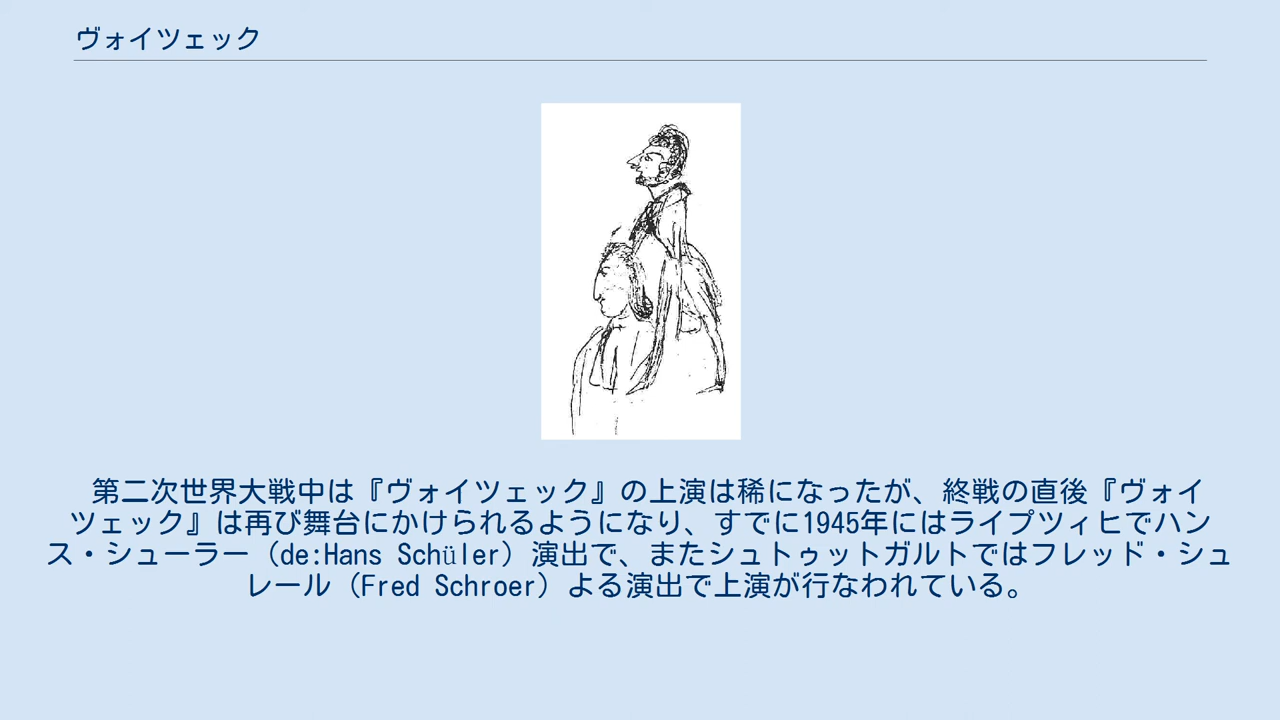 ヴォイツェック
第二次世界大戦中は『ヴォイツェック』の上演は稀になったが、終戦の直後『ヴォイ
ツェック』は再び舞台にかけられるようになり、すでに1945年にはライプツィヒでハン
ス・シューラー（de:Hans Schüler）演出で、またシュトゥットガルトではフレッド・シュ
レール（Fred Schroer）よる演出で上演が行なわれている。